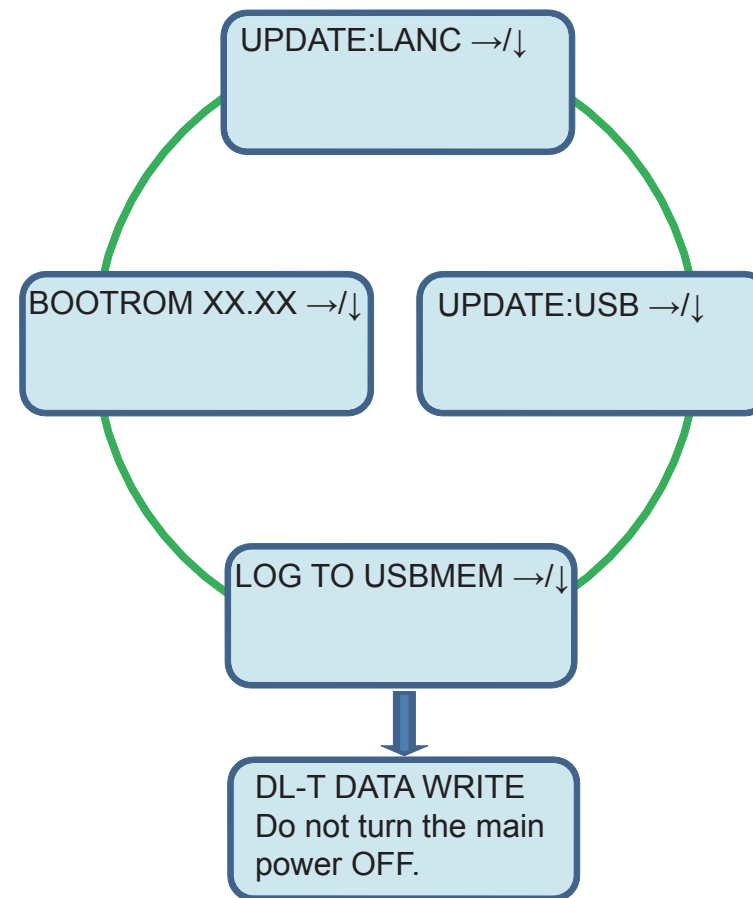 UPDATE:LANC →/↓
BOOTROM XX.XX →/↓
UPDATE:USB →/↓
LOG TO USBMEM →/↓
DL-T DATA WRITE
Do not turn the main
power OFF.